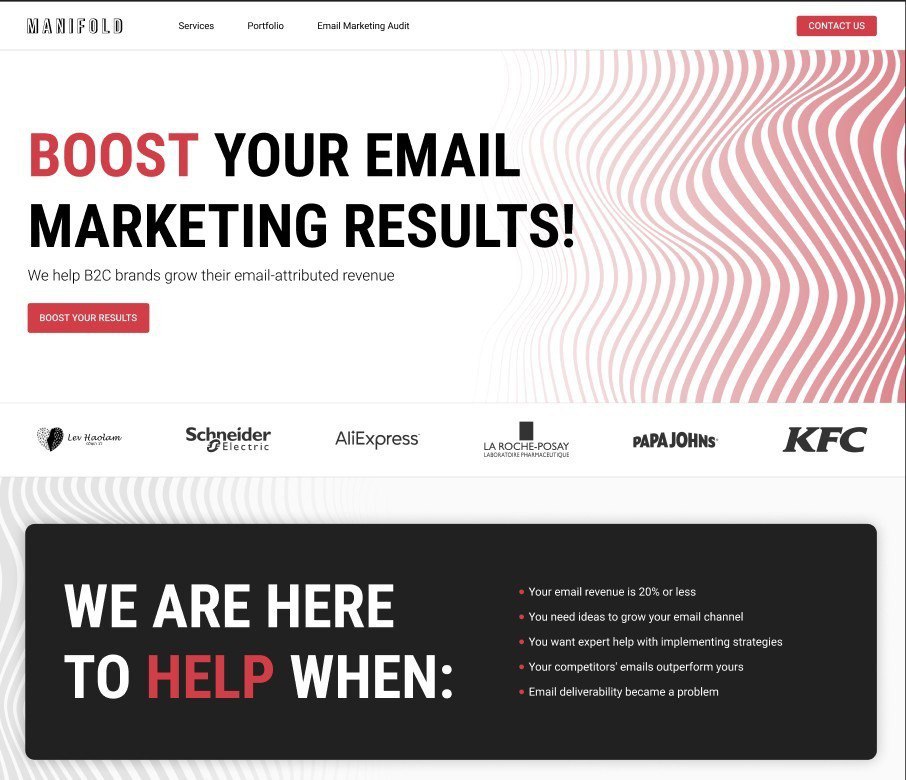 MANIFOLD
Services
Portfolio
Email Marketing Audit
CONTACT US
BOOST YOUR EMAIL
MARKETING RESULTS!
We help B2C brands grow their email-attributed revenue
BOOST YOUR RESULTS
Lev Haolam
Schneider
Electric
AliExpress
LA ROCHE-POSAY
LABORATOIRE PHARMACEUTIQUE
PAPA JOHNS
KFC
WE ARE HERE
TO HELP WHEN:
Your email revenue is 20% or less
You need ideas to grow your email channel
You want expert help with implementing strategies
Your competitors' emails outperform yours
Email deliverability became a problem